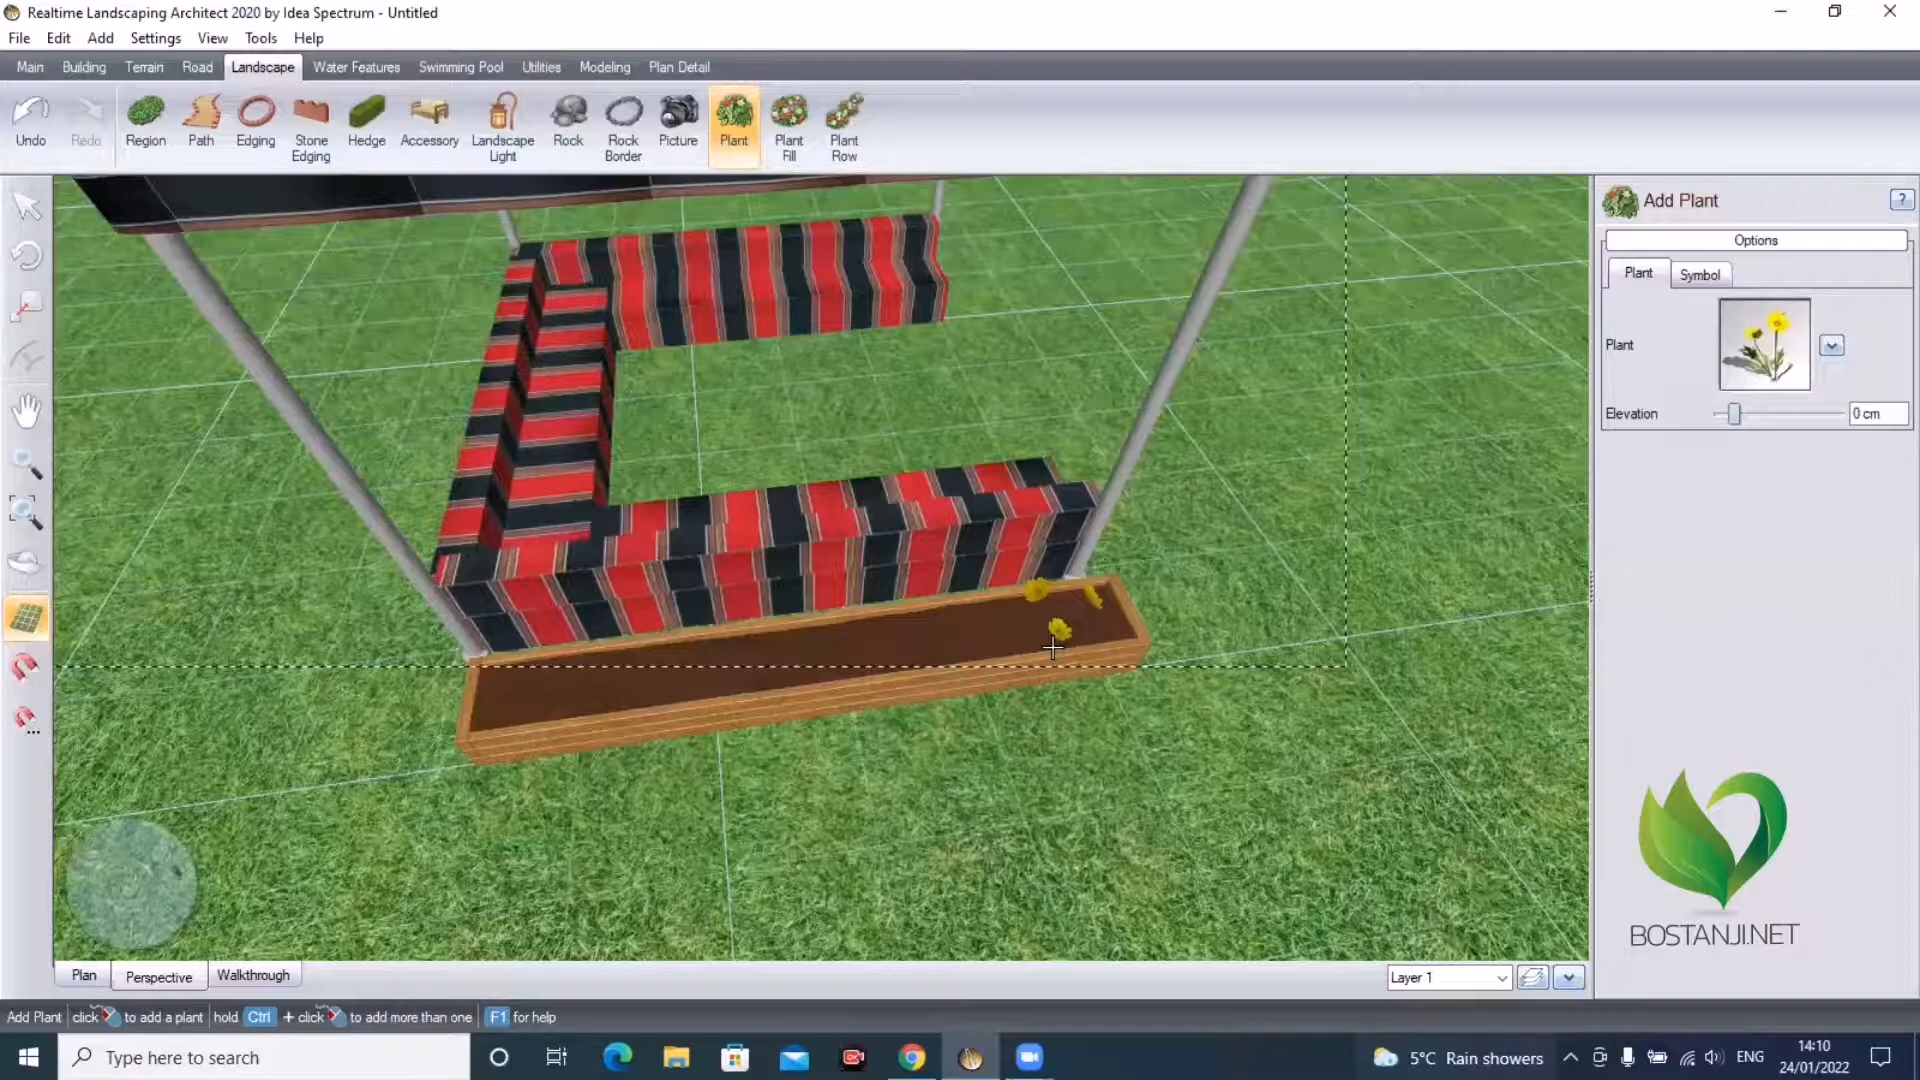 Realtime Landscaping Architect 2020 by Idea Spectrum - Untitled
File Edit Add Settings View Tools Help
Main Building Terrain Road Landscape Water Features Swimming Pool Utilities Modeling Plan Detail
Undo Redo Region Path Edging Stone Edging Hedge Accessory Landscape Light Rock Rock Border Picture Plant Plant Fill Plant Row
Add Plant ?
Options
Plant Symbol
Plant
Elevation 0 cm
BOSTANJI.NET
Plan Perspective Walkthrough Layer 1
Add Plant click to add a plant hold Ctrl + click to add more than one F1 for help
Type here to search 5°C Rain showers ENG 14:10
24/01/2022